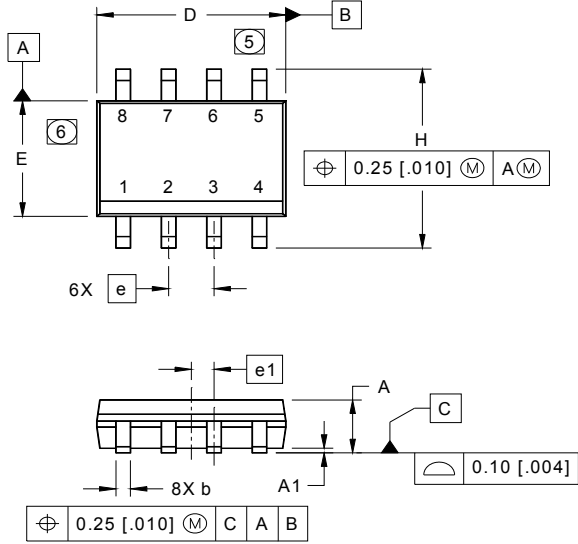 D
B
5
A
8 7 6 5
6
E
H
⌖ 0.25 [.010] Ⓜ A Ⓜ
1 2 3 4
6X e
e1
A
C
A1
⌓ 0.10 [.004]
8X b
⌖ 0.25 [.010] Ⓜ C A B